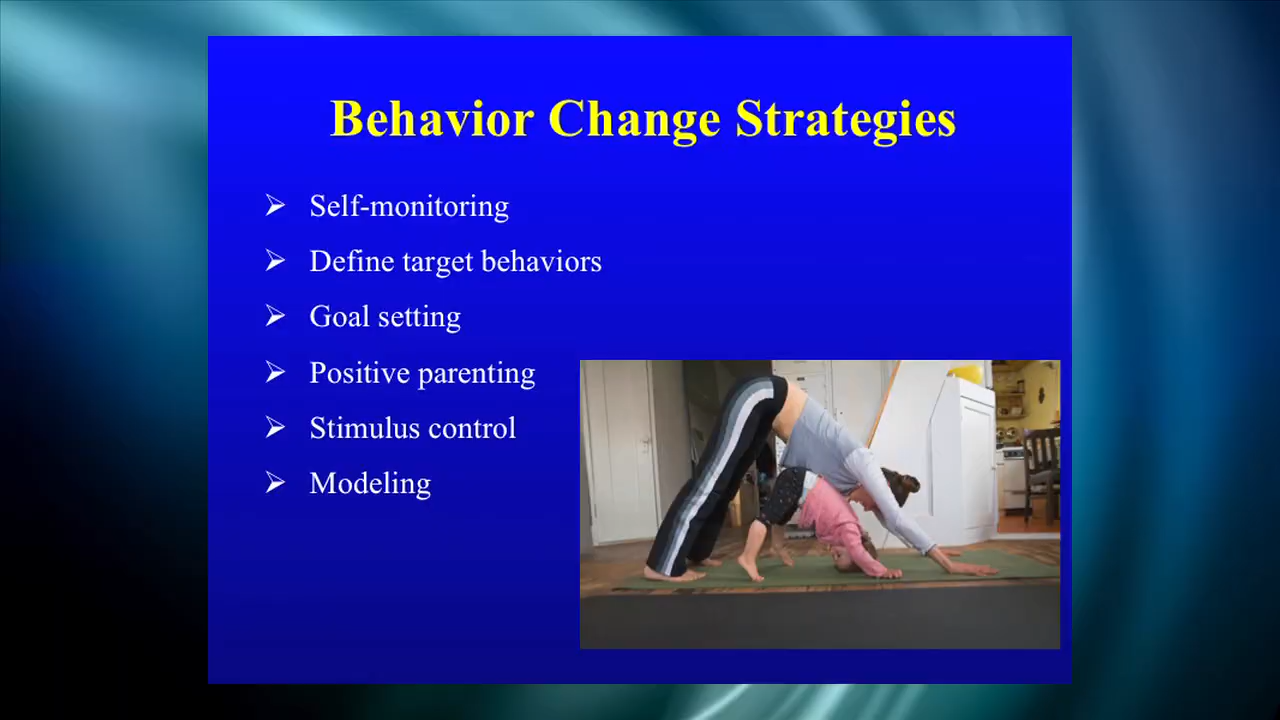 Behavior Change Strategies
Self-monitoring
Define target behaviors
Goal setting
Positive parenting
Stimulus control
Modeling